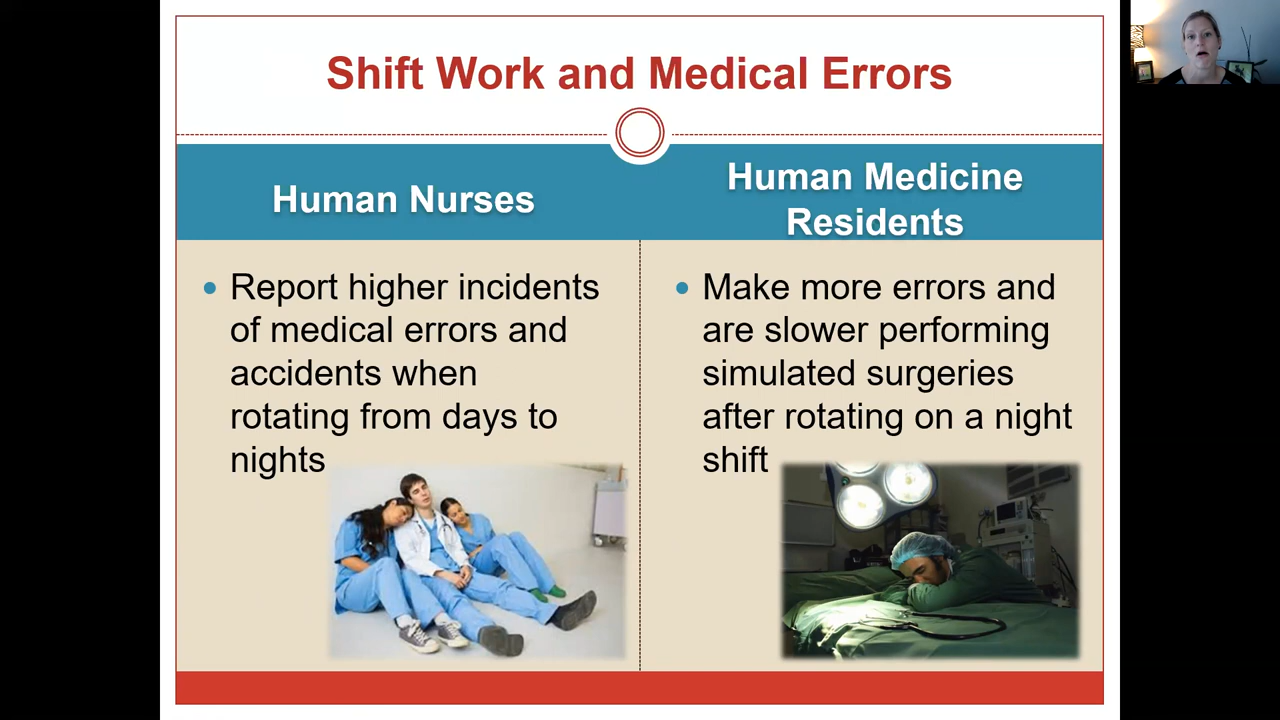 Shift Work and Medical Errors
Human Nurses
Report higher incidents
of medical errors and
accidents when
rotating from days to
nights
Human Medicine
Residents
Make more errors and
are slower performing
simulated surgeries
after rotating on a night
shift